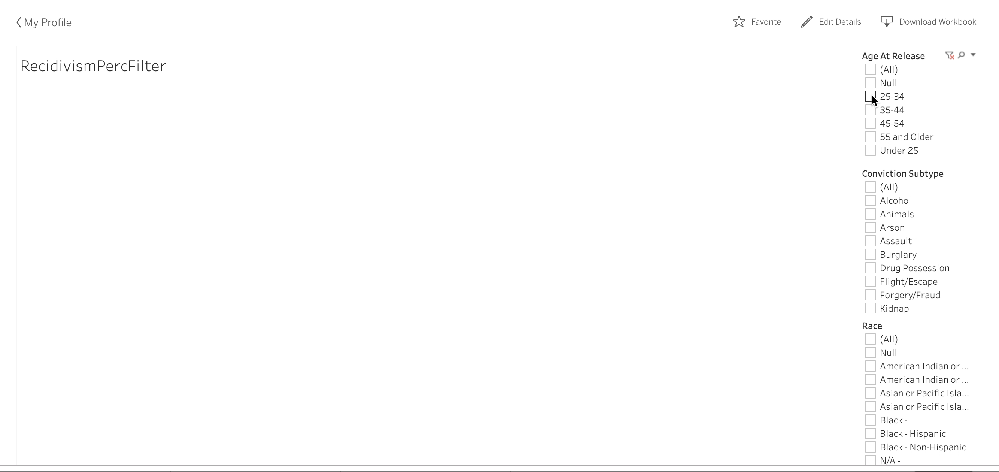 My Profile
Favorite
Edit Details
Download Workbook
RecidivismPercFilter
Age At Release
(All)
Null
25-34
35-44
45-54
55 and Older
Under 25
Conviction Subtype
(All)
Alcohol
Animals
Arson
Assault
Burglary
Drug Possession
Flight/Escape
Forgery/Fraud
Kidnap
Race
(All)
Null
American Indian or ...
American Indian or ...
Asian or Pacific Isla...
Asian or Pacific Isla...
Black -
Black - Hispanic
Black - Non-Hispanic
N/A -